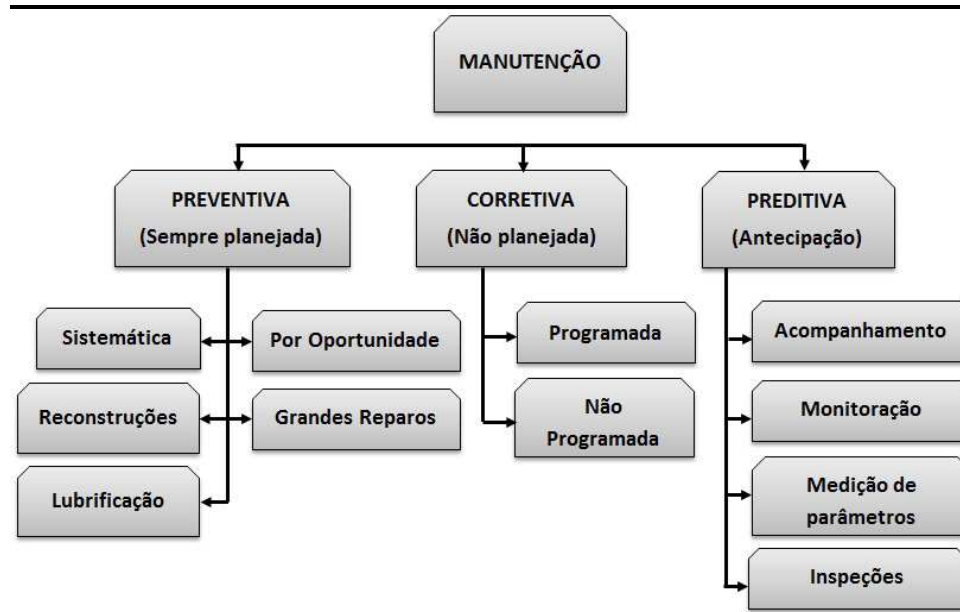 MANUTENÇÃO
PREVENTIVA
(Sempre planejada)
CORRETIVA
(Não planejada)
PREDITIVA
(Antecipação)
Sistemática
Por Oportunidade
Reconstruções
Grandes Reparos
Lubrificação
Programada
Não
Programada
Acompanhamento
Monitoração
Medição de
parâmetros
Inspeções